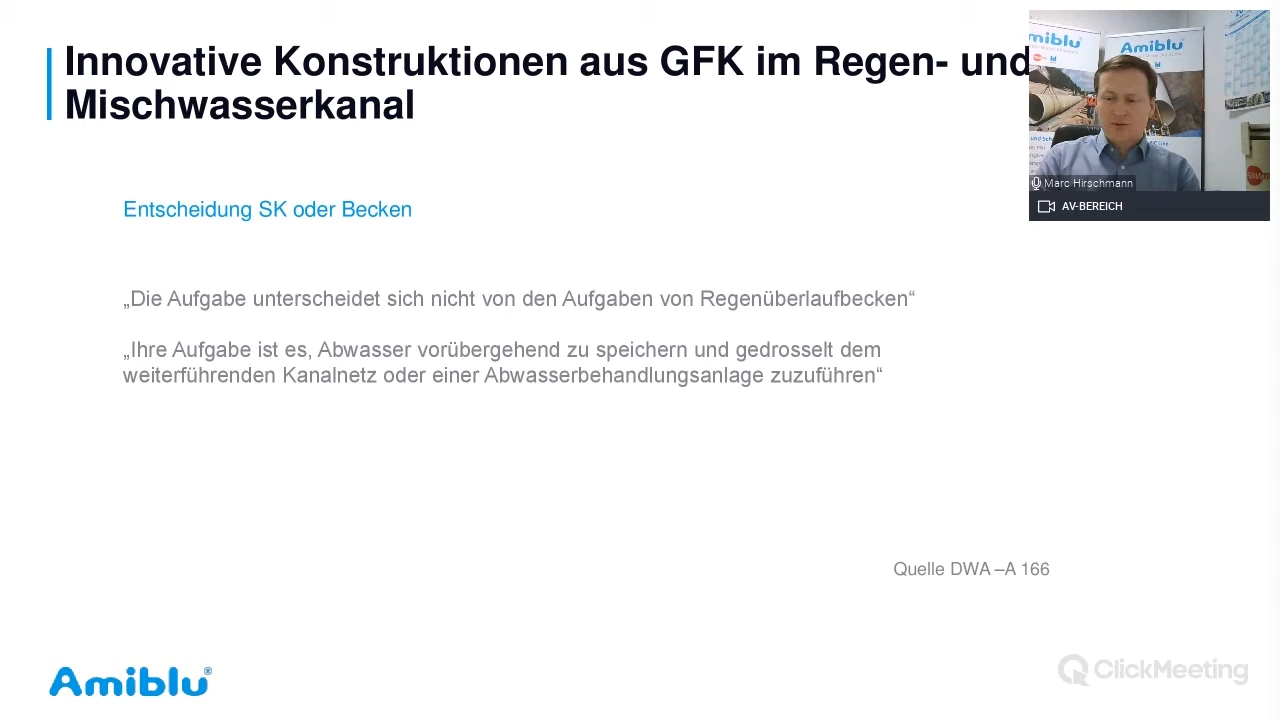 Innovative Konstruktionen aus GFK im Regen- und
Mischwasserkanal
Entscheidung SK oder Becken
„Die Aufgabe unterscheidet sich nicht von den Aufgaben von Regenüberlaufbecken“
„Ihre Aufgabe ist es, Abwasser vorübergehend zu speichern und gedrosselt dem
weiterführenden Kanalnetz oder einer Abwasserbehandlungsanlage zuzuführen“
Quelle DWA –A 166
Amiblu®
ClickMeeting
miblu
Amiblu
Marc Hirschmann
AV-BEREICH